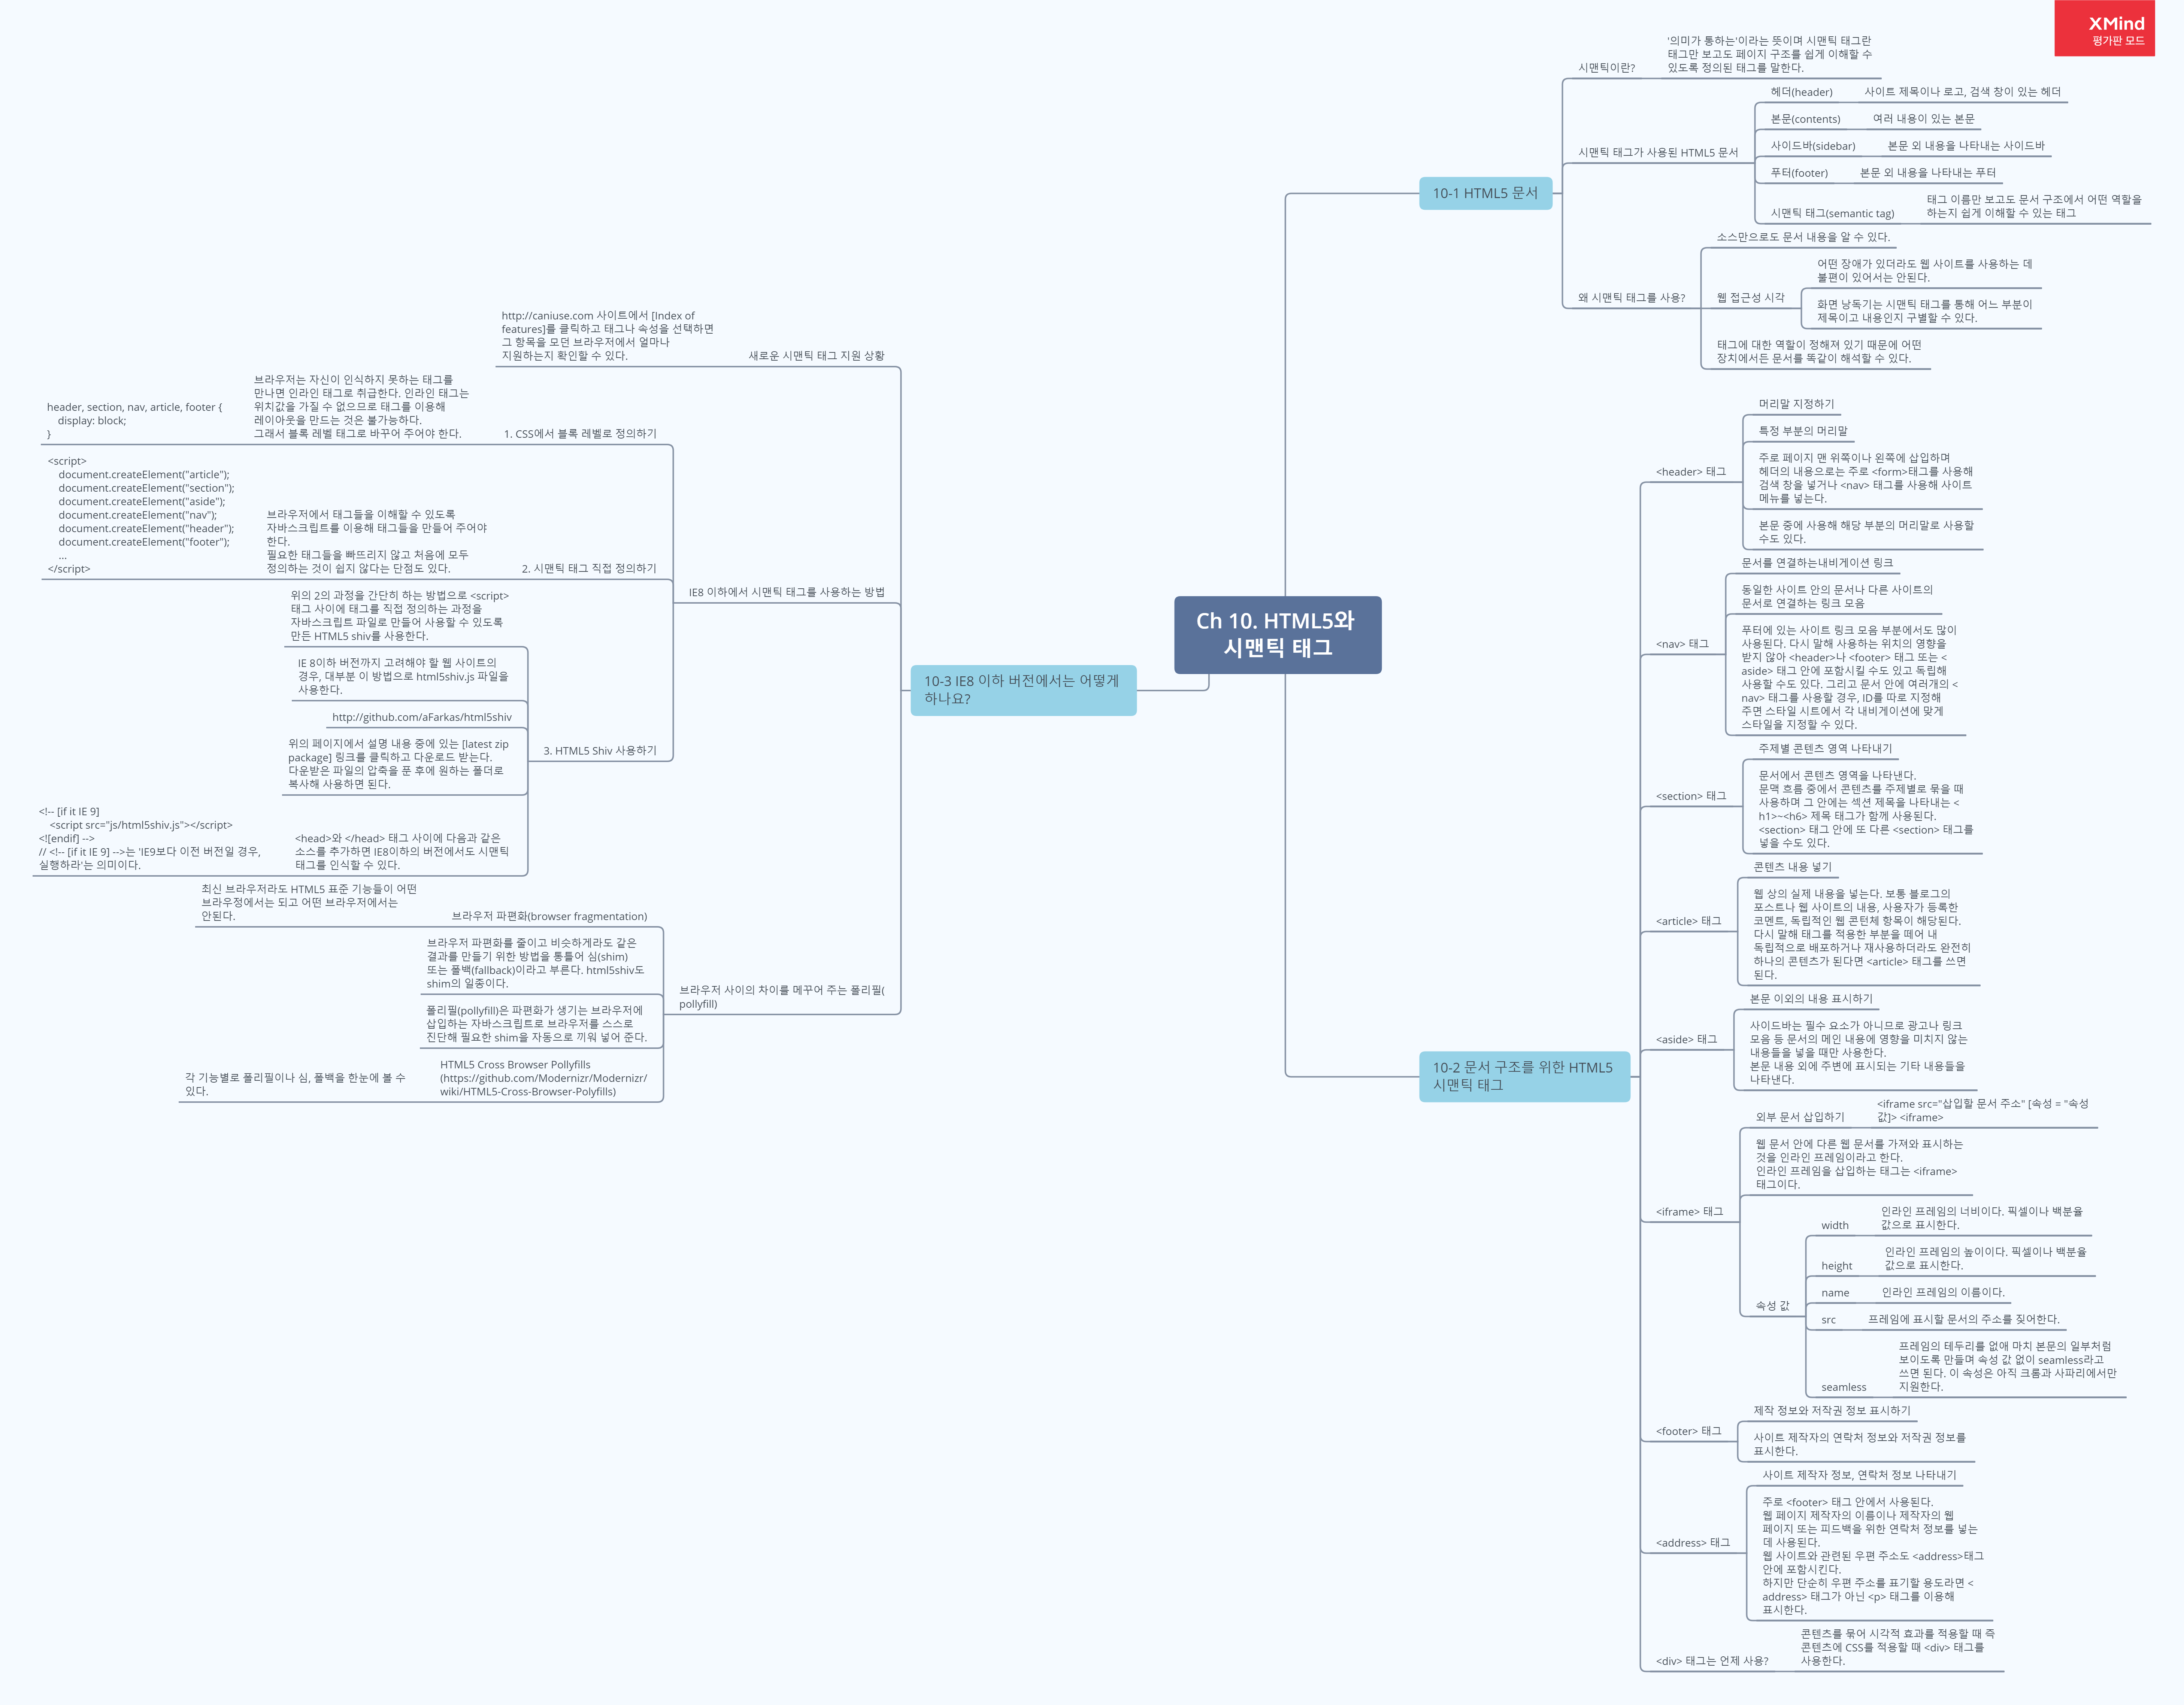 XMind
평가판 모드
Ch 10. HTML5와
시맨틱 태그
10-1 HTML5 문서
시맨틱이란?
'의미가 통하는'이라는 뜻이며 시맨틱 태그란
태그만 보고도 페이지 구조를 쉽게 이해할 수
있도록 정의된 태그를 말한다.
시맨틱 태그가 사용된 HTML5 문서
헤더(header)
사이트 제목이나 로고, 검색 창이 있는 헤더
본문(contents)
여러 내용이 있는 본문
사이드바(sidebar)
본문 외 내용을 나타내는 사이드바
푸터(footer)
본문 외 내용을 나타내는 푸터
시맨틱 태그(semantic tag)
태그 이름만 보고도 문서 구조에서 어떤 역할을
하는지 쉽게 이해할 수 있는 태그
왜 시맨틱 태그를 사용?
소스만으로도 문서 내용을 알 수 있다.
웹 접근성 시각
어떤 장애가 있더라도 웹 사이트를 사용하는 데
불편이 있어서는 안된다.
화면 낭독기는 시맨틱 태그를 통해 어느 부분이
제목이고 내용인지 구별할 수 있다.
태그에 대한 역할이 정해져 있기 때문에 어떤
장치에서든 문서를 똑같이 해석할 수 있다.
10-2 문서 구조를 위한 HTML5
시맨틱 태그
<header> 태그
머리말 지정하기
특정 부분의 머리말
주로 페이지 맨 위쪽이나 왼쪽에 삽입하며
헤더의 내용으로는 주로 <form>태그를 사용해
검색 창을 넣거나 <nav> 태그를 사용해 사이트
메뉴를 넣는다.
본문 중에 사용해 해당 부분의 머리말로 사용할
수도 있다.
<nav> 태그
문서를 연결하는내비게이션 링크
동일한 사이트 안의 문서나 다른 사이트의
문서로 연결하는 링크 모음
푸터에 있는 사이트 링크 모음 부분에서도 많이
사용된다. 다시 말해 사용하는 위치의 영향을
받지 않아 <header>나 <footer> 태그 또는 <
aside> 태그 안에 포함시킬 수도 있고 독립해
사용할 수도 있다. 그리고 문서 안에 여러개의 <
nav> 태그를 사용할 경우, ID를 따로 지정해
주면 스타일 시트에서 각 내비게이션에 맞게
스타일을 지정할 수 있다.
<section> 태그
주제별 콘텐츠 영역 나타내기
문서에서 콘텐츠 영역을 나타낸다.
문맥 흐름 중에서 콘텐츠를 주제별로 묶을 때
사용하며 그 안에는 섹션 제목을 나타내는 <
h1>~<h6> 제목 태그가 함께 사용된다.
<section> 태그 안에 또 다른 <section> 태그를
넣을 수도 있다.
<article> 태그
콘텐츠 내용 넣기
웹 상의 실제 내용을 넣는다. 보통 블로그의
포스트나 웹 사이트의 내용, 사용자가 등록한
코멘트, 독립적인 웹 콘턴체 항목이 해당된다.
다시 말해 태그를 적용한 부분을 떼어 내
독립적으로 배포하거나 재사용하더라도 완전히
하나의 콘텐츠가 된다면 <article> 태그를 쓰면
된다.
<aside> 태그
본문 이외의 내용 표시하기
사이드바는 필수 요소가 아니므로 광고나 링크
모음 등 문서의 메인 내용에 영향을 미치지 않는
내용들을 넣을 때만 사용한다.
본문 내용 외에 주변에 표시되는 기타 내용들을
나타낸다.
<iframe> 태그
외부 문서 삽입하기
<iframe src="삽입할 문서 주소" [속성 = "속성
값]> <iframe>
웹 문서 안에 다른 웹 문서를 가져와 표시하는
것을 인라인 프레임이라고 한다.
인라인 프레임을 삽입하는 태그는 <iframe>
태그이다.
속성 값
width
인라인 프레임의 너비이다. 픽셀이나 백분율
값으로 표시한다.
height
인라인 프레임의 높이이다. 픽셀이나 백분율
값으로 표시한다.
name
인라인 프레임의 이름이다.
src
프레임에 표시할 문서의 주소를 짖어한다.
seamless
프레임의 테두리를 없애 마치 본문의 일부처럼
보이도록 만들며 속성 값 없이 seamless라고
쓰면 된다. 이 속성은 아직 크롬과 사파리에서만
지원한다.
<footer> 태그
제작 정보와 저작권 정보 표시하기
사이트 제작자의 연락처 정보와 저작권 정보를
표시한다.
<address> 태그
사이트 제작자 정보, 연락처 정보 나타내기
주로 <footer> 태그 안에서 사용된다.
웹 페이지 제작자의 이름이나 제작자의 웹
페이지 또는 피드백을 위한 연락처 정보를 넣는
데 사용된다.
웹 사이트와 관련된 우편 주소도 <address>태그
안에 포함시킨다.
하지만 단순히 우편 주소를 표기할 용도라면 <
address> 태그가 아닌 <p> 태그를 이용해
표시한다.
<div> 태그는 언제 사용?
콘텐츠를 묶어 시각적 효과를 적용할 때 즉
콘텐츠에 CSS를 적용할 때 <div> 태그를
사용한다.
10-3 IE8 이하 버전에서는 어떻게
하나요?
새로운 시맨틱 태그 지원 상황
http://caniuse.com 사이트에서 [Index of
features]를 클릭하고 태그나 속성을 선택하면
그 항목을 모던 브라우저에서 얼마나
지원하는지 확인할 수 있다.
IE8 이하에서 시맨틱 태그를 사용하는 방법
1. CSS에서 블록 레벨로 정의하기
브라우저는 자신이 인식하지 못하는 태그를
만나면 인라인 태그로 취급한다. 인라인 태그는
위치값을 가질 수 없으므로 태그를 이용해
레이아웃을 만드는 것은 불가능하다.
그래서 블록 레벨 태그로 바꾸어 주어야 한다.
header, section, nav, article, footer {
display: block;
}
2. 시맨틱 태그 직접 정의하기
브라우저에서 태그들을 이해할 수 있도록
자바스크립트를 이용해 태그들을 만들어 주어야
한다.
필요한 태그들을 빠뜨리지 않고 처음에 모두
정의하는 것이 쉽지 않다는 단점도 있다.
<script>
document.createElement("article");
document.createElement("section");
document.createElement("aside");
document.createElement("nav");
document.createElement("header");
document.createElement("footer");
...
</script>
3. HTML5 Shiv 사용하기
위의 2의 과정을 간단히 하는 방법으로 <script>
태그 사이에 태그를 직접 정의하는 과정을
자바스크립트 파일로 만들어 사용할 수 있도록
만든 HTML5 shiv를 사용한다.
IE 8이하 버전까지 고려해야 할 웹 사이트의
경우, 대부분 이 방법으로 html5shiv.js 파일을
사용한다.
http://github.com/aFarkas/html5shiv
위의 페이지에서 설명 내용 중에 있는 [latest zip
package] 링크를 클릭하고 다운로드 받는다.
다운받은 파일의 압축을 푼 후에 원하는 폴더로
복사해 사용하면 된다.
<head>와 </head> 태그 사이에 다음과 같은
소스를 추가하면 IE8이하의 버전에서도 시맨틱
태그를 인식할 수 있다.
<!-- [if it IE 9]
<script src="js/html5shiv.js"></script>
<![endif] -->
// <!-- [if it IE 9] -->는 'IE9보다 이전 버전일 경우,
실행하라'는 의미이다.
브라우저 사이의 차이를 메꾸어 주는 폴리필(
pollyfill)
브라우저 파편화(browser fragmentation)
최신 브라우저라도 HTML5 표준 기능들이 어떤
브라우정에서는 되고 어떤 브라우저에서는
안된다.
브라우저 파편화를 줄이고 비슷하게라도 같은
결과를 만들기 위한 방법을 통틀어 심(shim)
또는 폴백(fallback)이라고 부른다. html5shiv도
shim의 일종이다.
폴리필(pollyfill)은 파편화가 생기는 브라우저에
삽입하는 자바스크립트로 브라우저를 스스로
진단해 필요한 shim을 자동으로 끼워 넣어 준다.
HTML5 Cross Browser Pollyfills
(https://github.com/Modernizr/Modernizr/
wiki/HTML5-Cross-Browser-Polyfills)
각 기능별로 폴리필이나 심, 폴백을 한눈에 볼 수
있다.